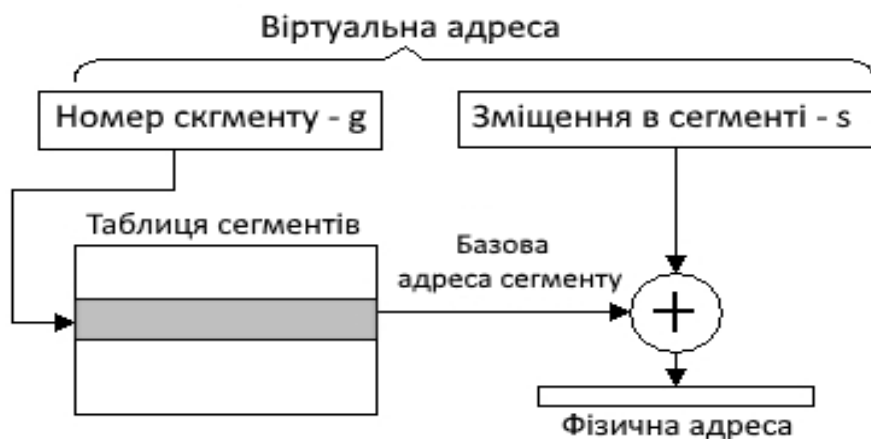 Віртуальна адреса
Номер скгменту - g
Зміщення в сегменті - s
Таблиця сегментів
Базова
адреса сегменту
+
Фізична адреса